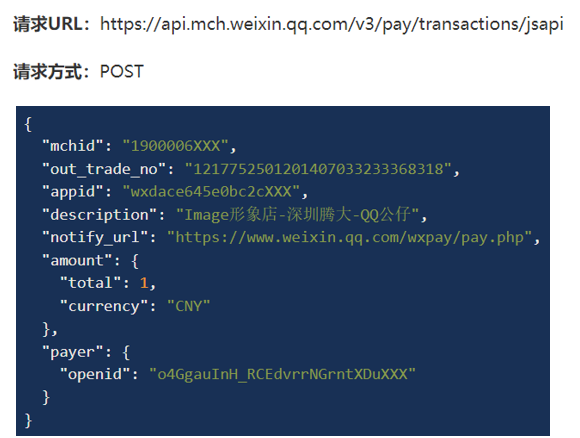 请求URL：https://api.mch.weixin.qq.com/v3/pay/transactions/jsapi
请求方式：POST
{
  "mchid": "1900006XXX",
  "out_trade_no": "1217752501201407033233368318",
  "appid": "wxdace645e0bc2cXXX",
  "description": "Image形象店-深圳腾大-QQ公仔",
  "notify_url": "https://www.weixin.qq.com/wxpay/pay.php",
  "amount": {
    "total": 1,
    "currency": "CNY"
  },
  "payer": {
    "openid": "o4GgauInH_RCEdvrrNGrntXDuXXX"
  }
}